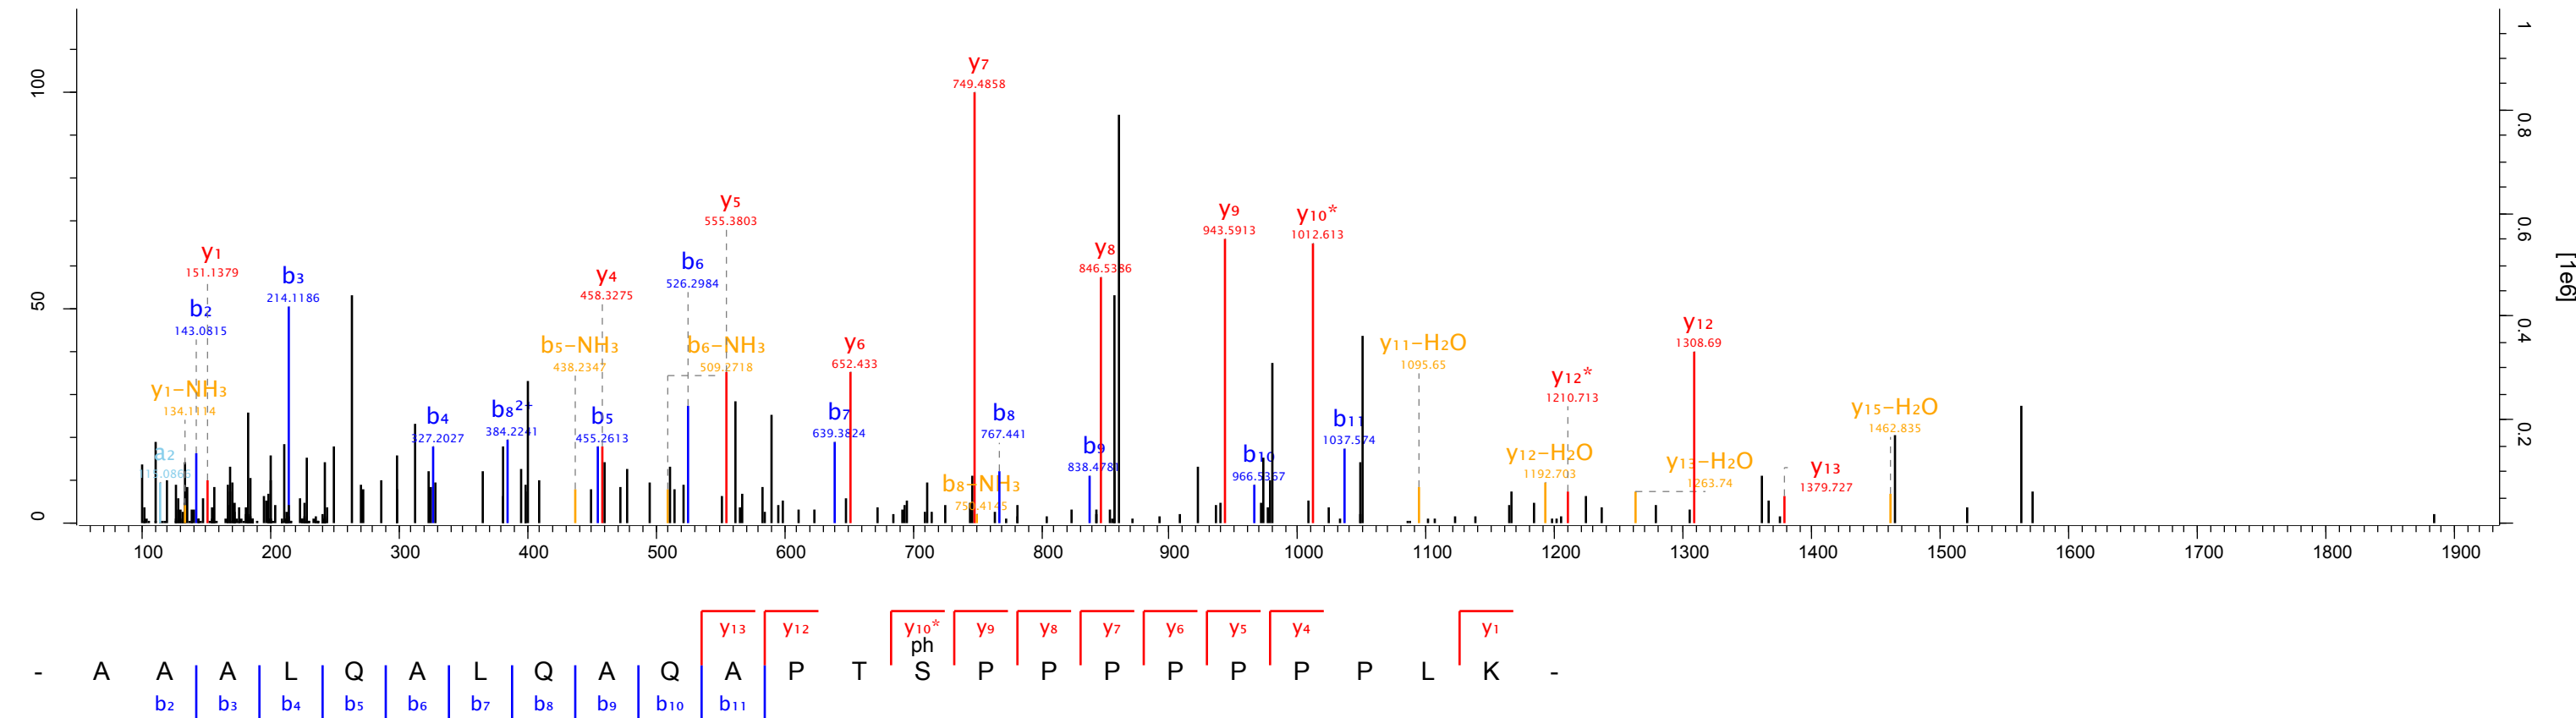 1
y₇
749.4858
100
0.8
y₅
555.3803
y₉
943.5913
y₁₀*
1012.613
0.6
y₁
151.1379
y₈
846.5386
b₆
526.2984
[1e6]
b₃
214.1186
y₄
458.3275
50
b₂
143.0815
y₁₂
1308.69
0.4
b₅−NH₃
438.2347
b₆−NH₃
509.2718
y₆
652.433
y₁₁−H₂O
1095.65
y₁₂*
1210.713
y₁−NH₃
134.1114
b₄
327.2027
b₈²⁺
384.2241
b₅
455.2613
b₇
639.3824
b₈
767.441
b₁₁
1037.574
y₁₅−H₂O
1462.835
0.2
a₂
b₉
838.4781
b₁₀
966.5367
y₁₂−H₂O
1192.703
y₁₃−H₂O
1263.74
y₁₃
1379.727
b₈−NH₃
750.4145
0
0
100 200 300 400 500 600 700 800 900 1000 1100 1200 1300 1400 1500 1600 1700 1800 1900
y₁₃ y₁₂ y₁₀* y₉ y₈ y₇ y₆ y₅ y₄ y₁
ph
- A A A L Q A L Q A Q A P T S P P P P P P P L K -
b₂ b₃ b₄ b₅ b₆ b₇ b₈ b₉ b₁₀ b₁₁